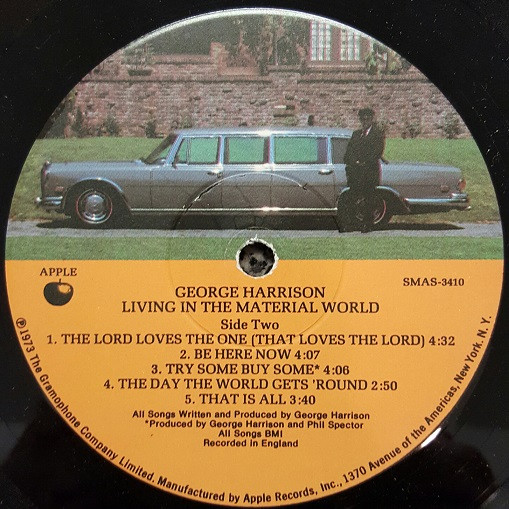 APPLE
SMAS-3410
GEORGE HARRISON
LIVING IN THE MATERIAL WORLD
Side Two
1. THE LORD LOVES THE ONE (THAT LOVES THE LORD) 4:32
2. BE HERE NOW 4:07
3. TRY SOME BUY SOME* 4:06
4. THE DAY THE WORLD GETS 'ROUND 2:50
5. THAT IS ALL 3:40
All Songs Written and Produced by George Harrison
*Produced by George Harrison and Phil Spector
All Songs BMI
Recorded in England
℗1973 The Gramophone Company Limited. Manufactured by Apple Records, Inc., 1370 Avenue of the Americas, New York. N. Y.